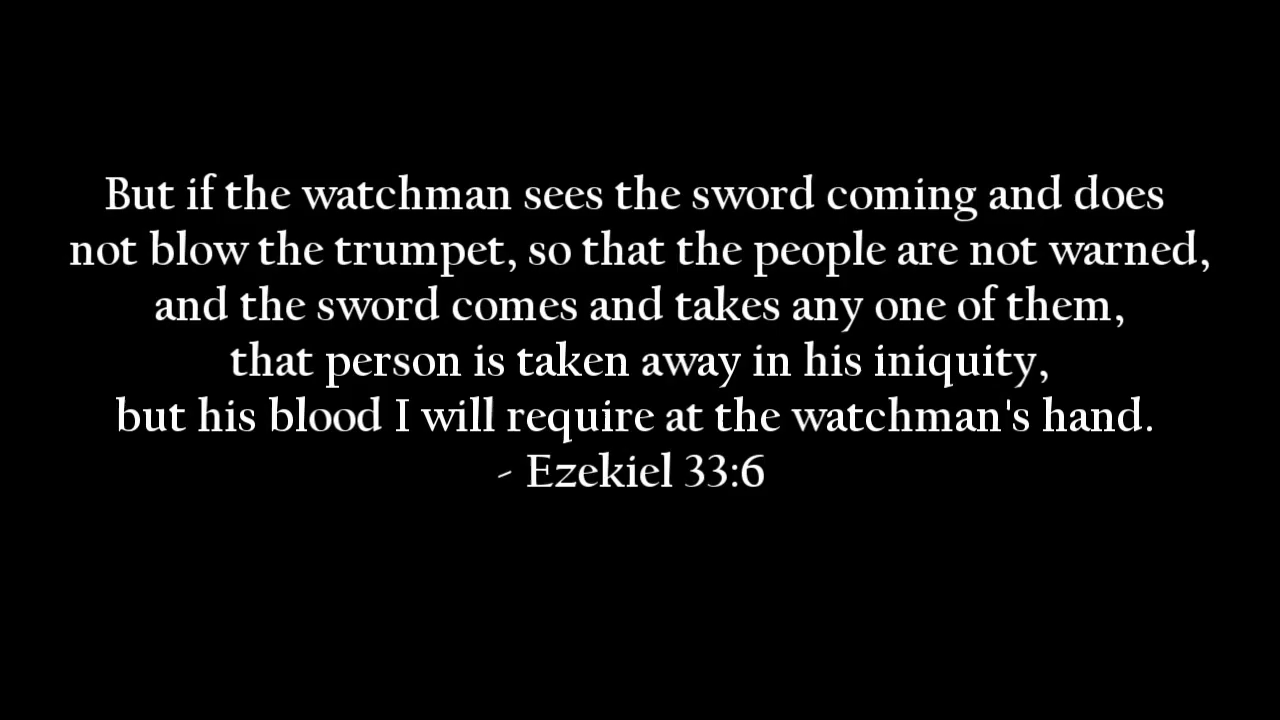 But if the watchman sees the sword coming and does
not blow the trumpet, so that the people are not warned,
and the sword comes and takes any one of them,
that person is taken away in his iniquity,
but his blood I will require at the watchman's hand.
- Ezekiel 33:6